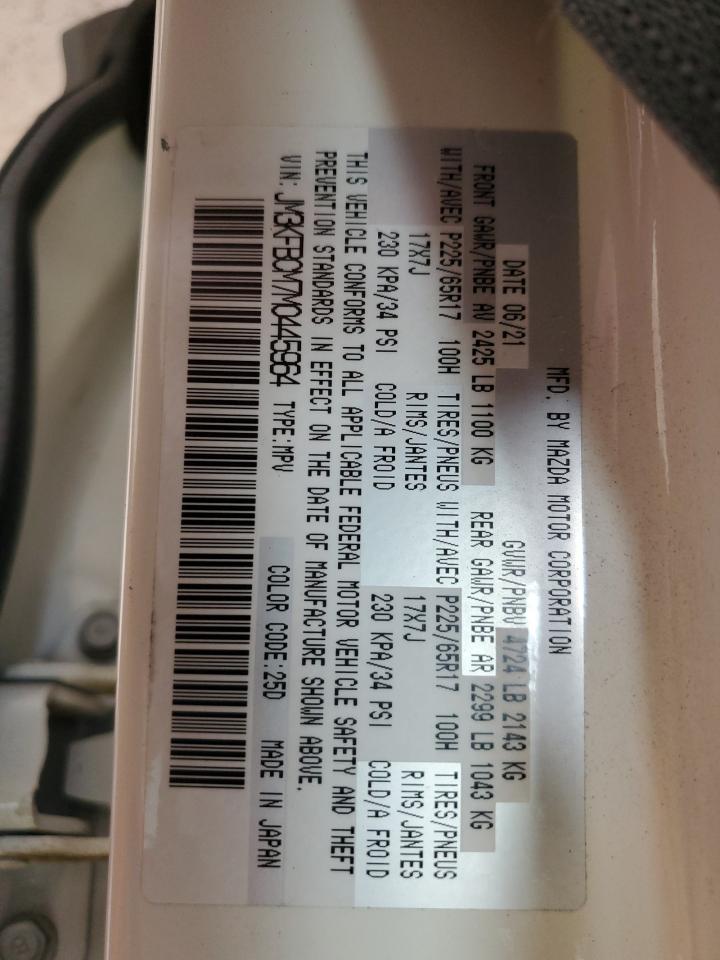 MFD. BY MAZDA MOTOR CORPORATION
DATE 06/21 GVWR/PNBV 4724 LB 2143 KG
FRONT GAWR/PNBE AV 2425 LB 1100 KG REAR GAWR/PNBE AR 2299 LB 1043 KG
WITH/AVEC P225/65R17 100H TIRES/PNEUS WITH/AVEC P225/65R17 100H TIRES/PNEUS
17X7J RIMS/JANTES 17X7J RIMS/JANTES
230 KPA/34 PSI COLD/A FROID 230 KPA/34 PSI COLD/A FROID
THIS VEHICLE CONFORMS TO ALL APPLICABLE FEDERAL MOTOR VEHICLE SAFETY AND THEFT
PREVENTION STANDARDS IN EFFECT ON THE DATE OF MANUFACTURE SHOWN ABOVE.
VIN: JM3KFBCM7M0445954 TYPE:MPV COLOR CODE:25D MADE IN JAPAN